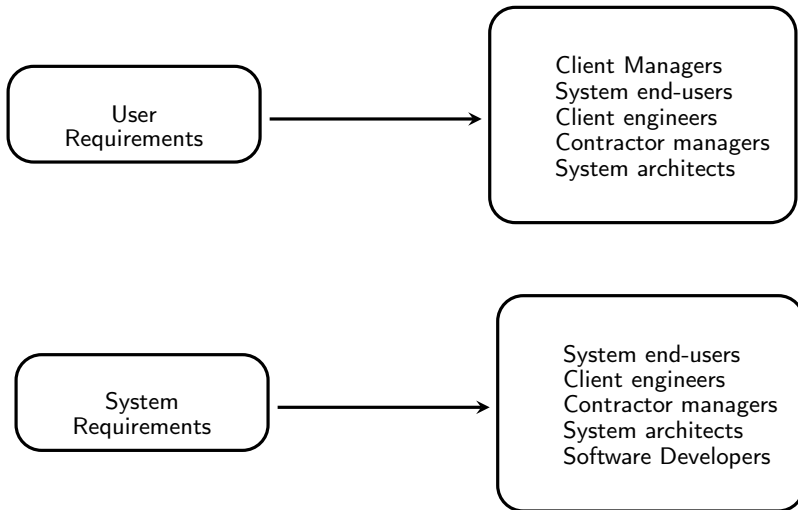 User
Requirements
Client Managers
System end-users
Client engineers
Contractor managers
System architects
System
Requirements
System end-users
Client engineers
Contractor managers
System architects
Software Developers